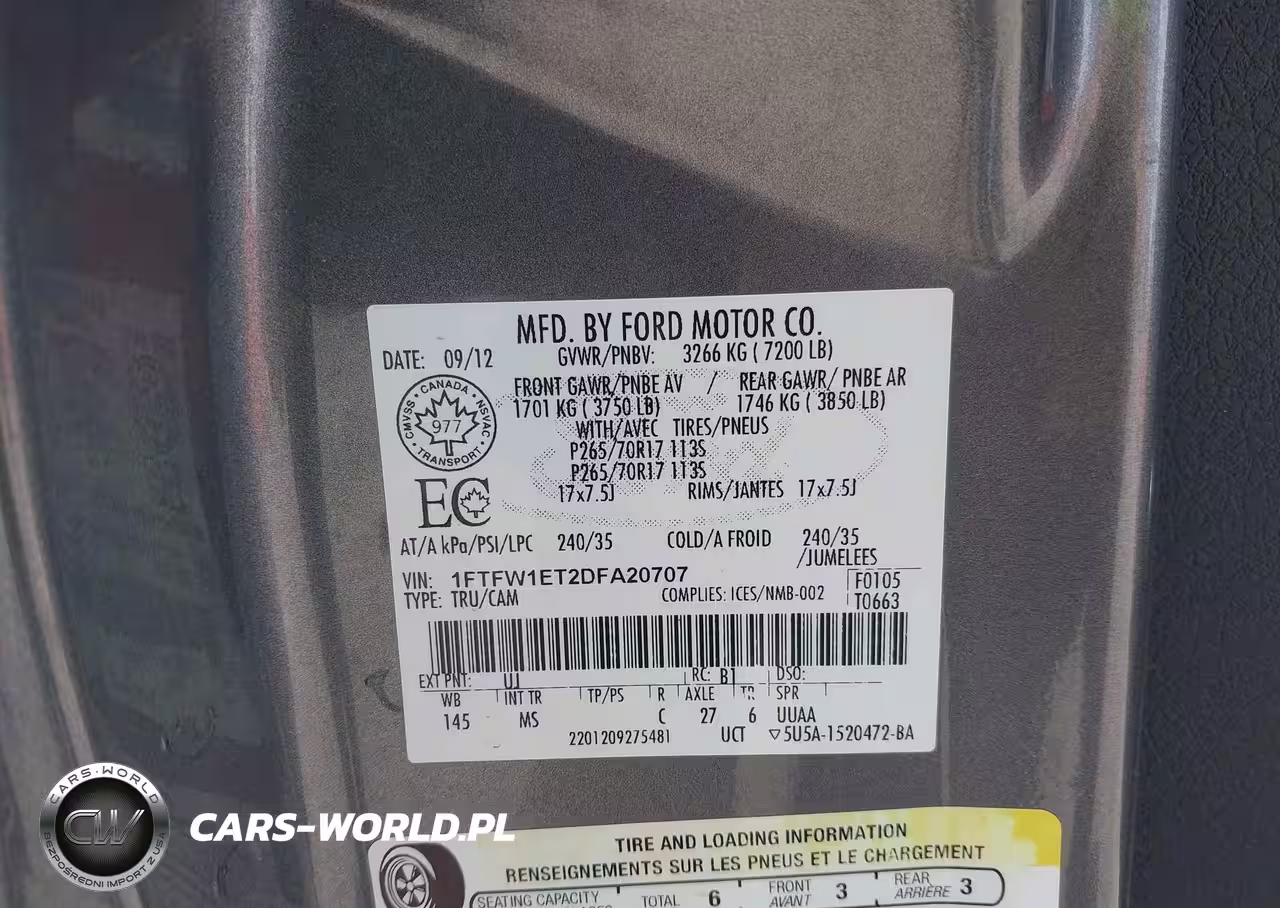 MFD. BY FORD MOTOR CO.
DATE: 09/12 GVWR/PNBV: 3266 KG ( 7200 LB)
FRONT GAWR/PNBE AV / REAR GAWR/ PNBE AR
1701 KG ( 3750 LB) 1746 KG ( 3850 LB)
WITH/AVEC TIRES/PNEUS
P265/70R17 113S
P265/70R17 113S
17x7.5J RIMS/JANTES 17x7.5J
CANADA
CMVSS NSVAC
977
TRANSPORT
EC
AT/A kPa/PSI/LPC 240/35 COLD/A FROID 240/35
/JUMELEES
VIN: 1FTFW1ET2DFA20707
TYPE: TRU/CAM COMPLIES: ICES/NMB-002
F0105
T0663
EXT PNT: UJ RC: B1 DSO:
WB INT TR TP/PS R AXLE TR SPR
145 MS C 27 6 UUAA
2201209275481 UCT ▽5U5A-1520472-BA
TIRE AND LOADING INFORMATION
RENSEIGNEMENTS SUR LES PNEUS ET LE CHARGEMENT
SEATING CAPACITY TOTAL 6 FRONT AVANT 3 REAR ARRIÈRE 3
CARS-WORLD
CW
BEZPOŚREDNI IMPORT Z USA
CARS-WORLD.PL